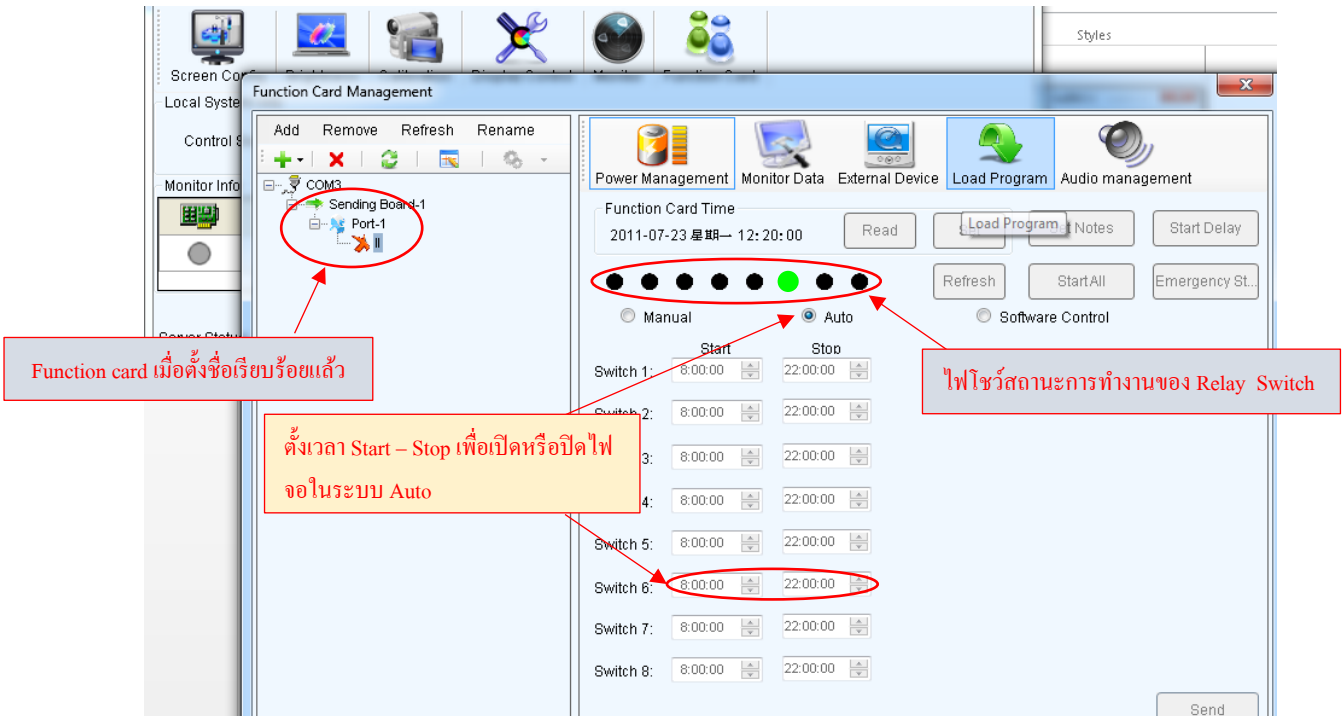 Styles
Screen Co
Function Card Management
Local Syste
Control S
Monitor Info
Add Remove Refresh Rename
COM3
Sending Board-1
Port-1
Power Management Monitor Data External Device Load Program Audio management
Function Card Time
2011-07-23 星期一 12:20:00
Read
Load Program
et Notes
Start Delay
Refresh
StartAll
Emergency St...
Manual
Auto
Software Control
Function card เมื่อตั้งชื่อเรียบร้อยแล้ว
ไฟโชว์สถานะการทำงานของ Relay Switch
ตั้งเวลา Start – Stop เพื่อเปิดหรือปิดไฟ
จอในระบบ Auto
Start Stop
Switch 1: 8:00:00 22:00:00
Switch 2: 8:00:00 22:00:00
3: 8:00:00 22:00:00
4: 8:00:00 22:00:00
Switch 5: 8:00:00 22:00:00
Switch 6: 8:00:00 22:00:00
Switch 7: 8:00:00 22:00:00
Switch 8: 8:00:00 22:00:00
Send